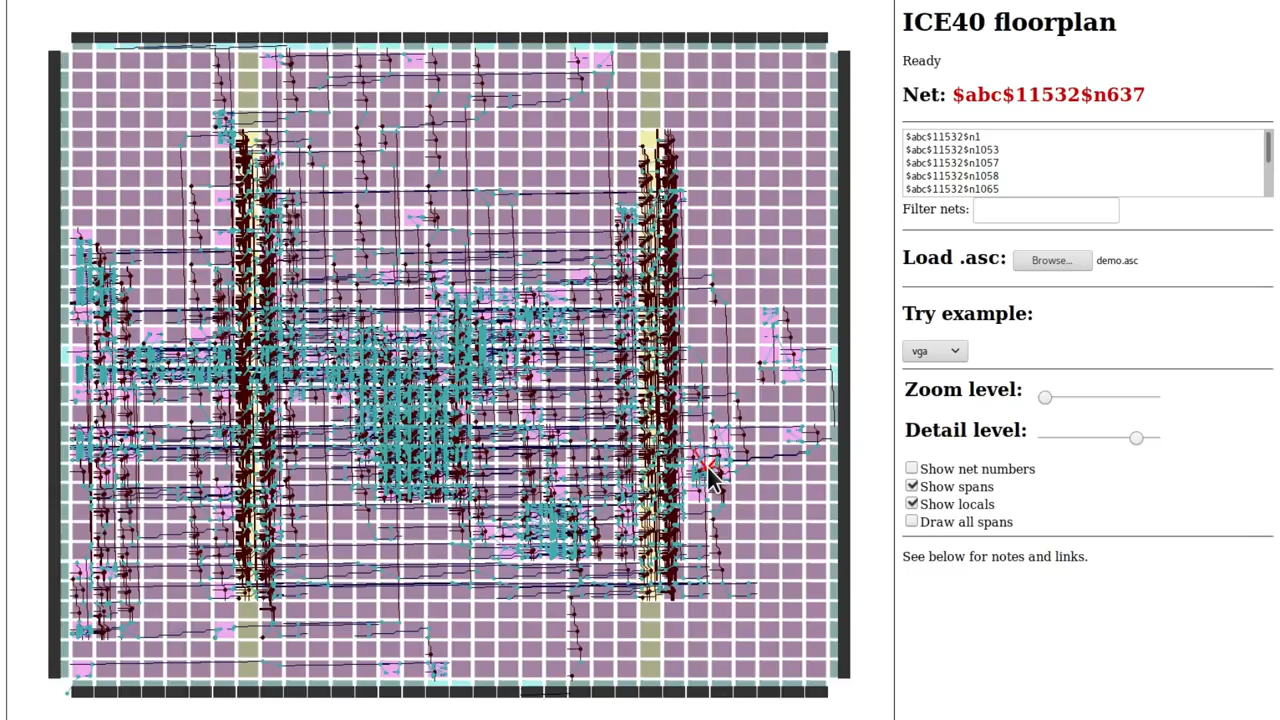 ICE40 floorplan
Ready
Net: $abc$11532$n637
$abc$11532$n1
$abc$11532$n1053
$abc$11532$n1057
$abc$11532$n1058
$abc$11532$n1065
Filter nets:
Load .asc: Browse... demo.asc
Try example:
vga
Zoom level:
Detail level:
Show net numbers
Show spans
Show locals
Draw all spans
See below for notes and links.